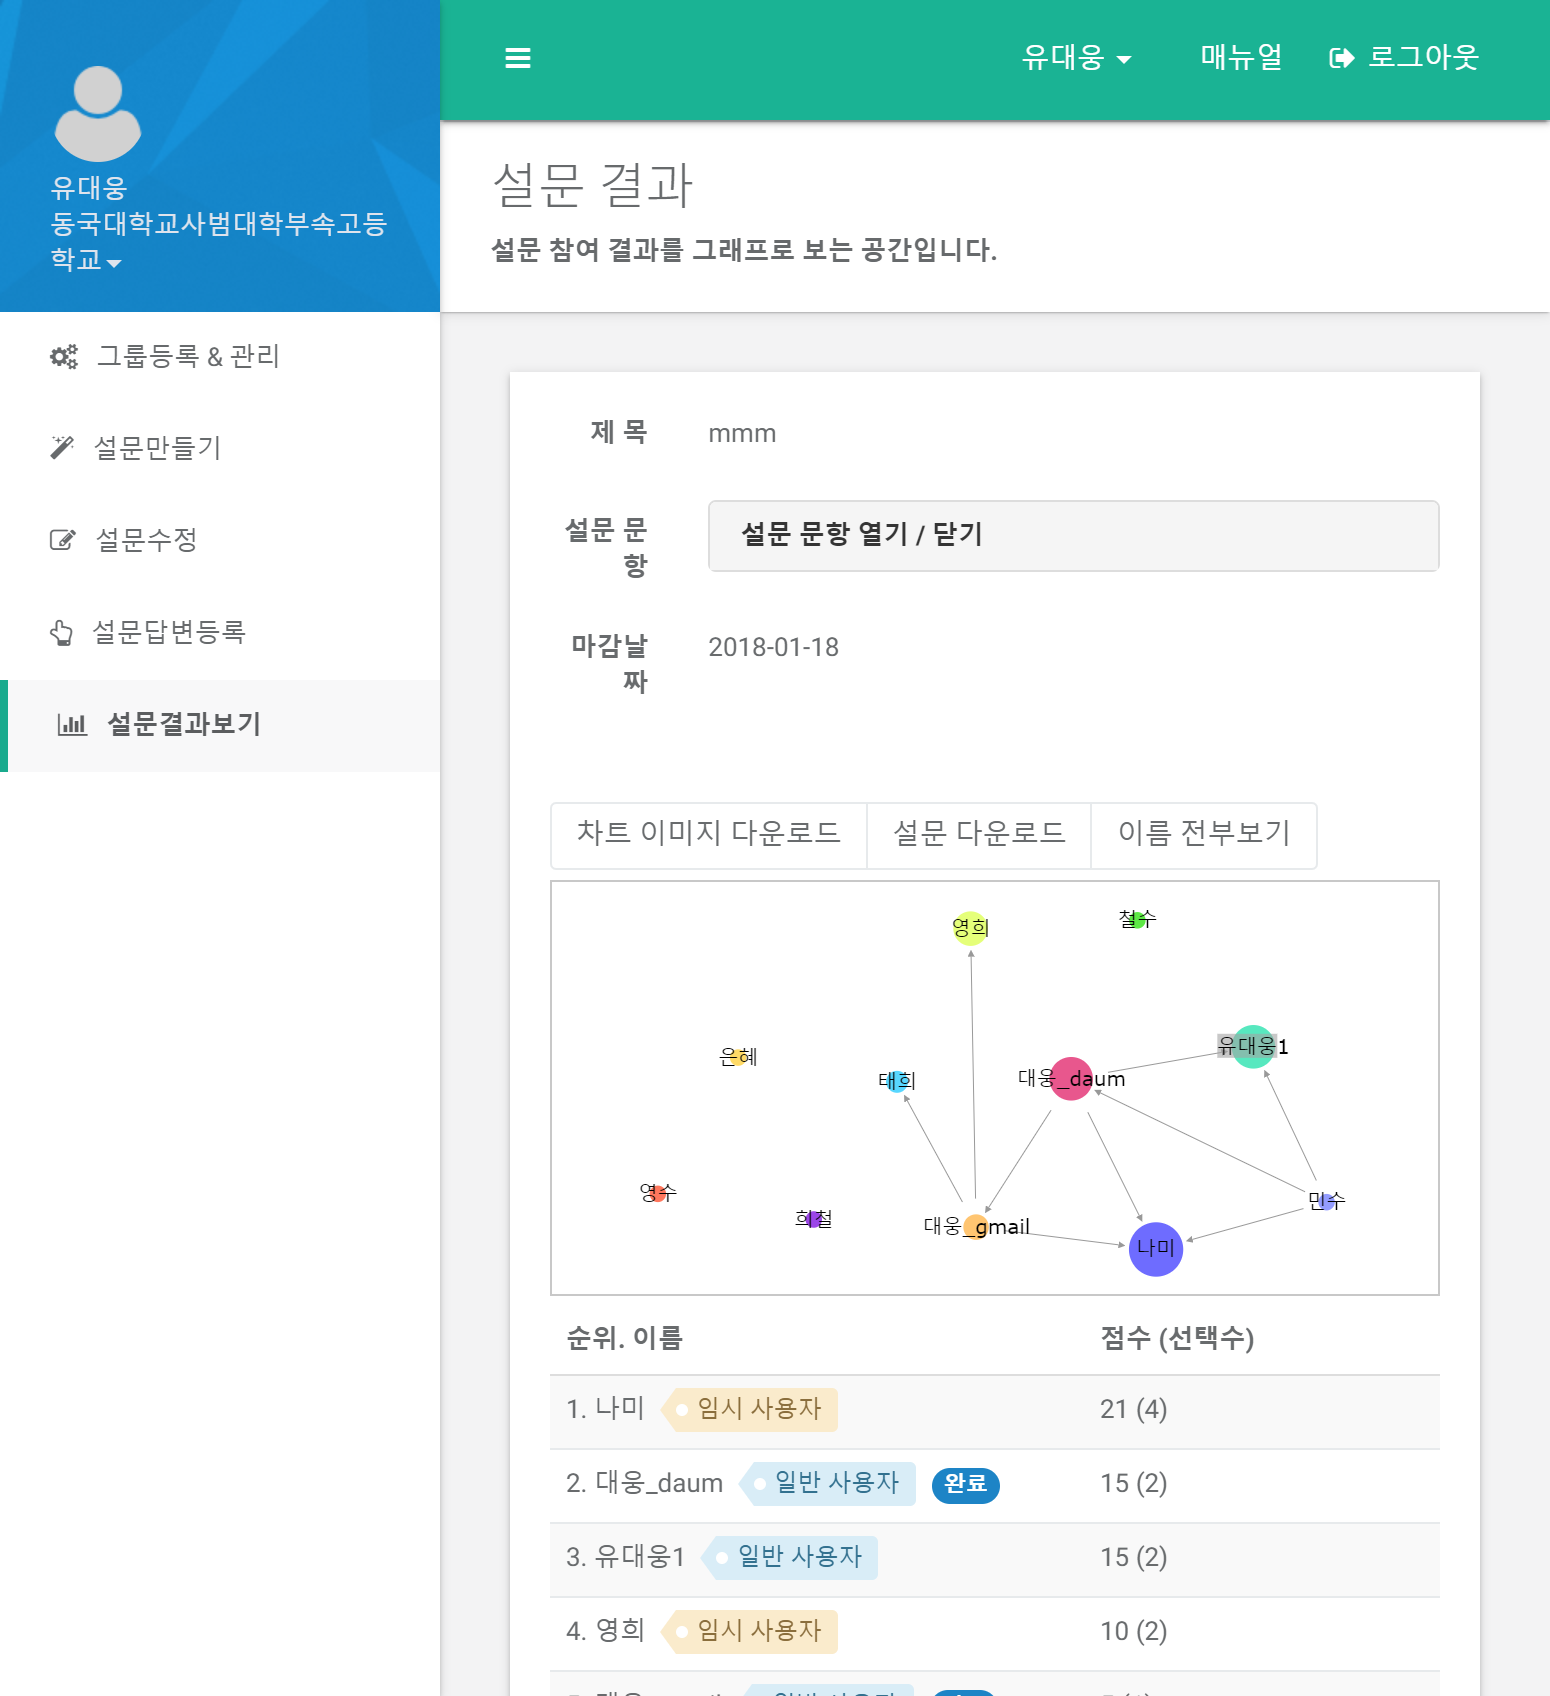 유대웅
동국대학교사범대학부속고등
학교
유대웅
매뉴얼
로그아웃
그룹등록 & 관리
설문만들기
설문수정
설문답변등록
설문결과보기
설문 결과
설문 참여 결과를 그래프로 보는 공간입니다.
제 목
mmm
설문 문
항
설문 문항 열기 / 닫기
마감날
짜
2018-01-18
차트 이미지 다운로드
설문 다운로드
이름 전부보기
영희
철수
유대웅1
은혜
태희
대웅_daum
영수
희철
대웅_gmail
나미
민수
순위. 이름
점수 (선택수)
1. 나미 임시 사용자 21 (4)
2. 대웅_daum 일반 사용자 완료 15 (2)
3. 유대웅1 일반 사용자 15 (2)
4. 영희 임시 사용자 10 (2)